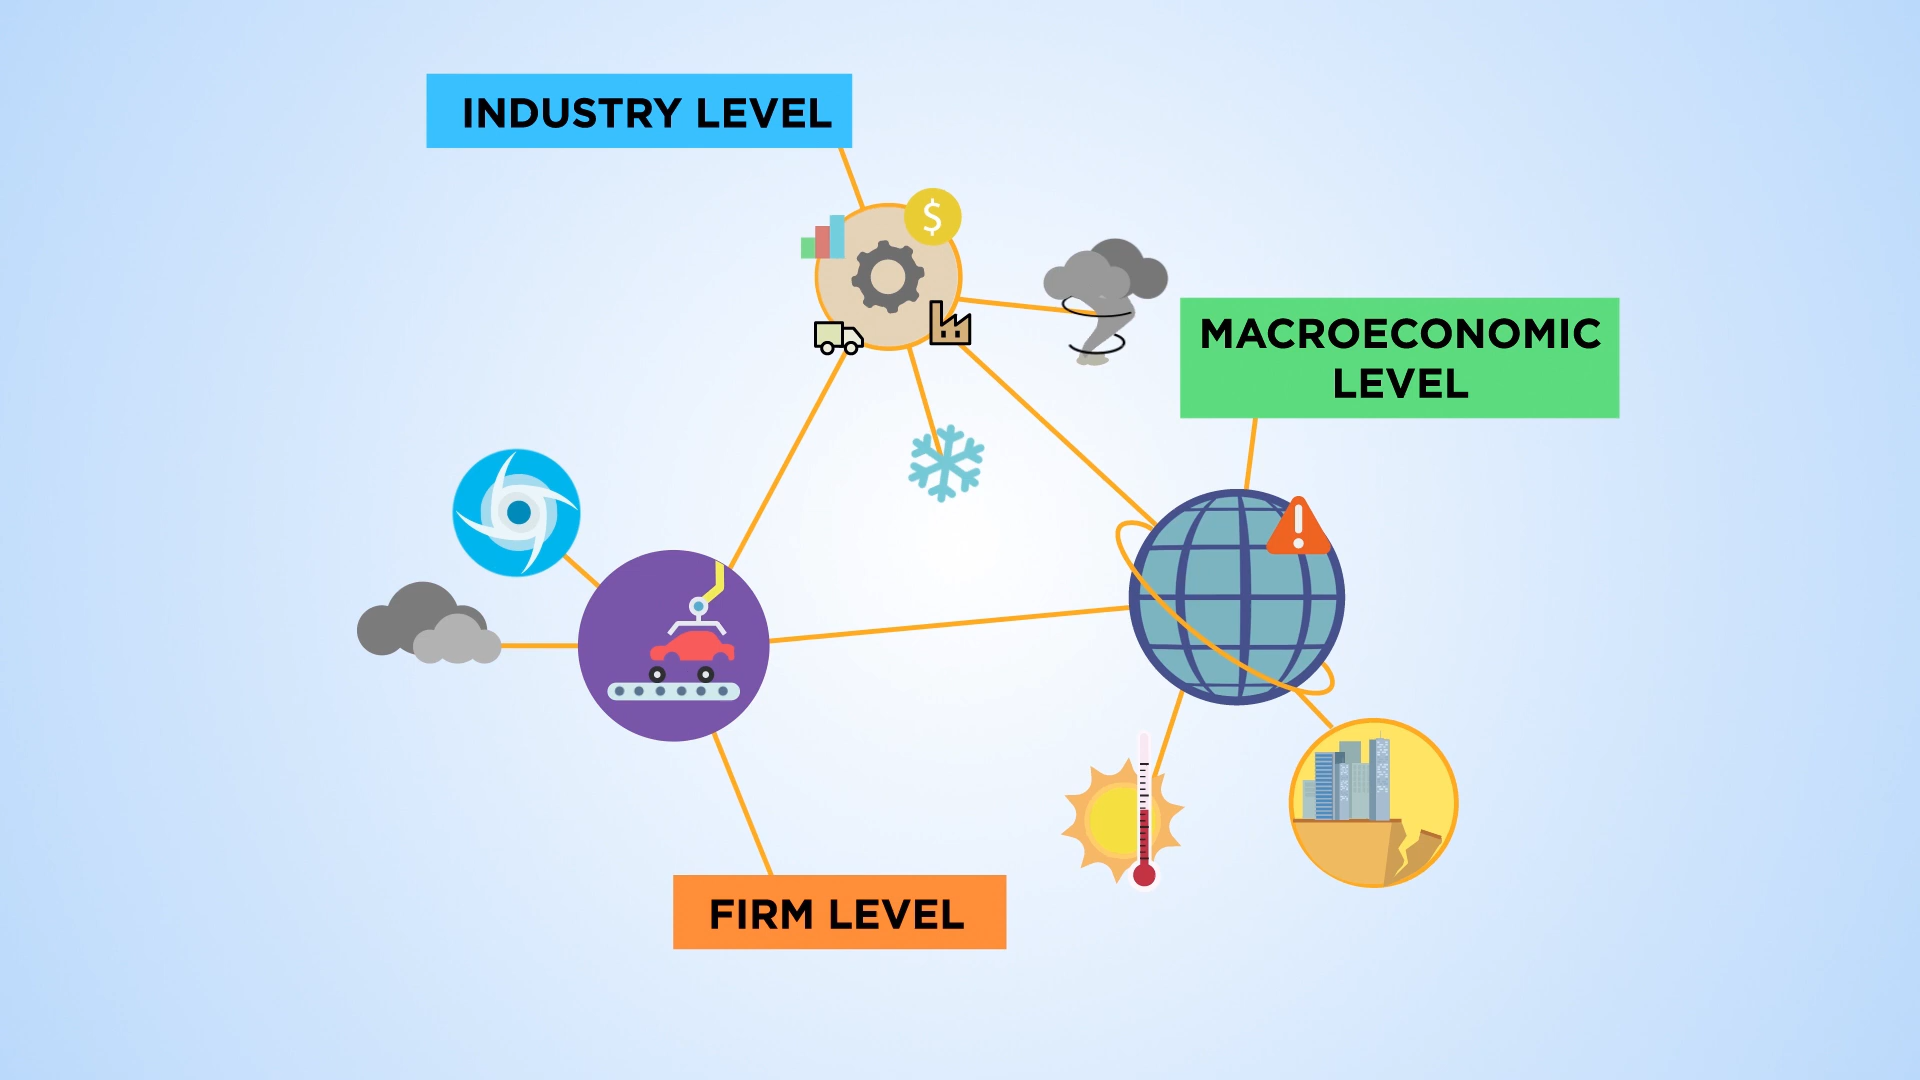 INDUSTRY LEVEL
$
MACROECONOMIC
LEVEL
FIRM LEVEL